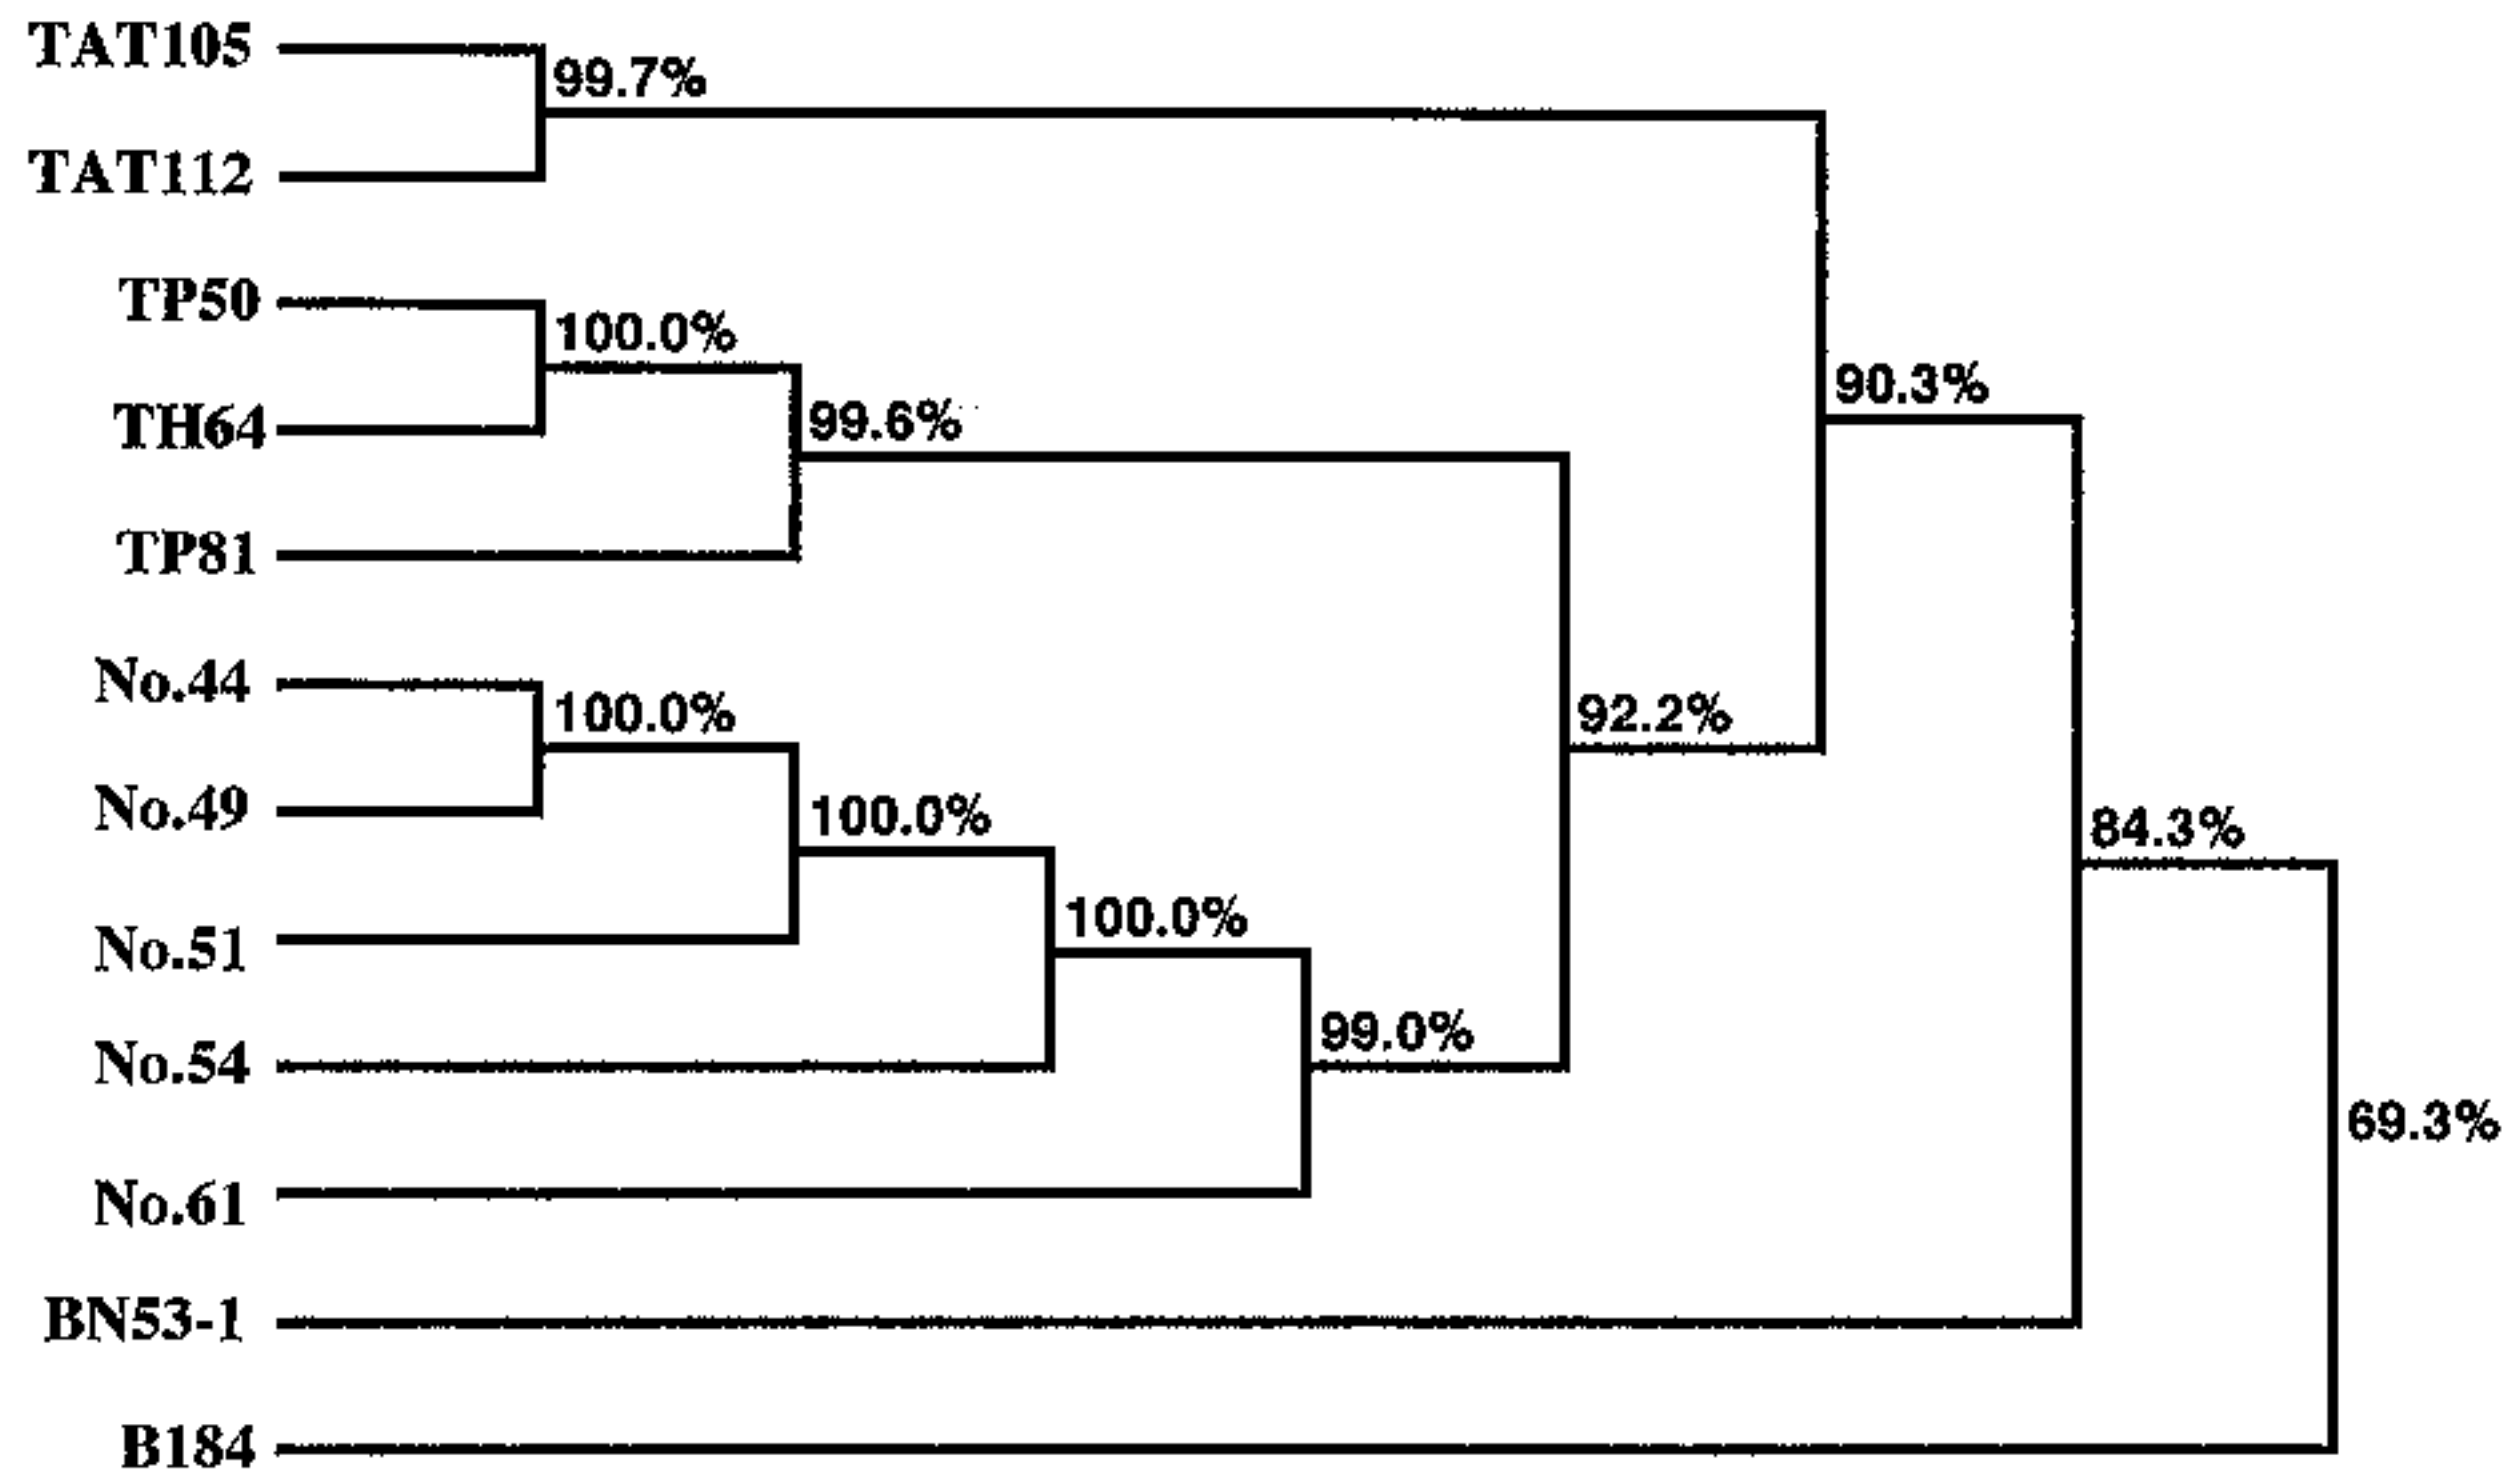 TAT105
99.7%
TAT112
TP50
100.0%
90.3%
TH64
99.6%
TP81
No.44
100.0%
92.2%
No.49
100.0%
84.3%
No.51
100.0%
No.54
99.0%
69.3%
No.61
BN53-1
B184